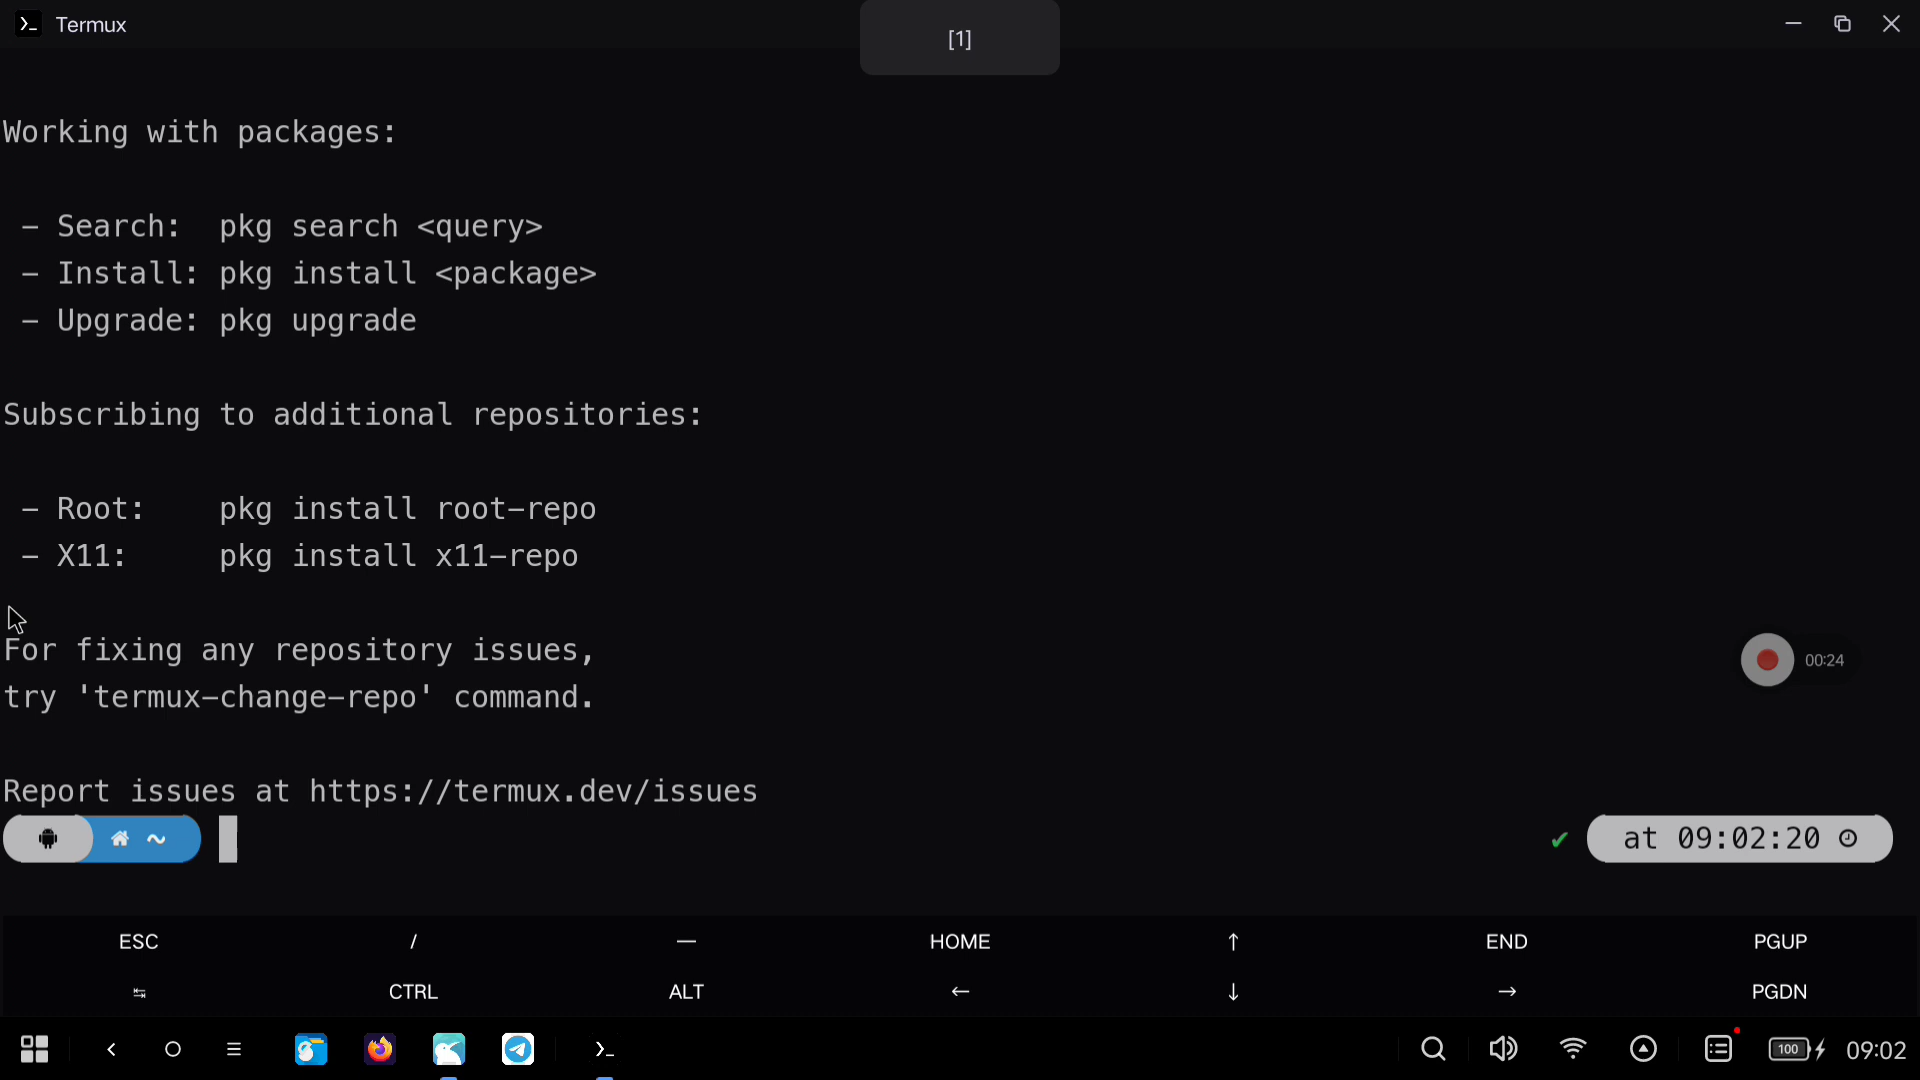 Termux
[1]
Working with packages:
- Search:  pkg search <query>
- Install: pkg install <package>
- Upgrade: pkg upgrade
Subscribing to additional repositories:
- Root:    pkg install root-repo
- X11:     pkg install x11-repo
For fixing any repository issues,
try 'termux-change-repo' command.
00:24
Report issues at https://termux.dev/issues
~
✔ at 09:02:20
ESC / — HOME ↑ END PGUP
↹ CTRL ALT ← ↓ → PGDN
100 09:02